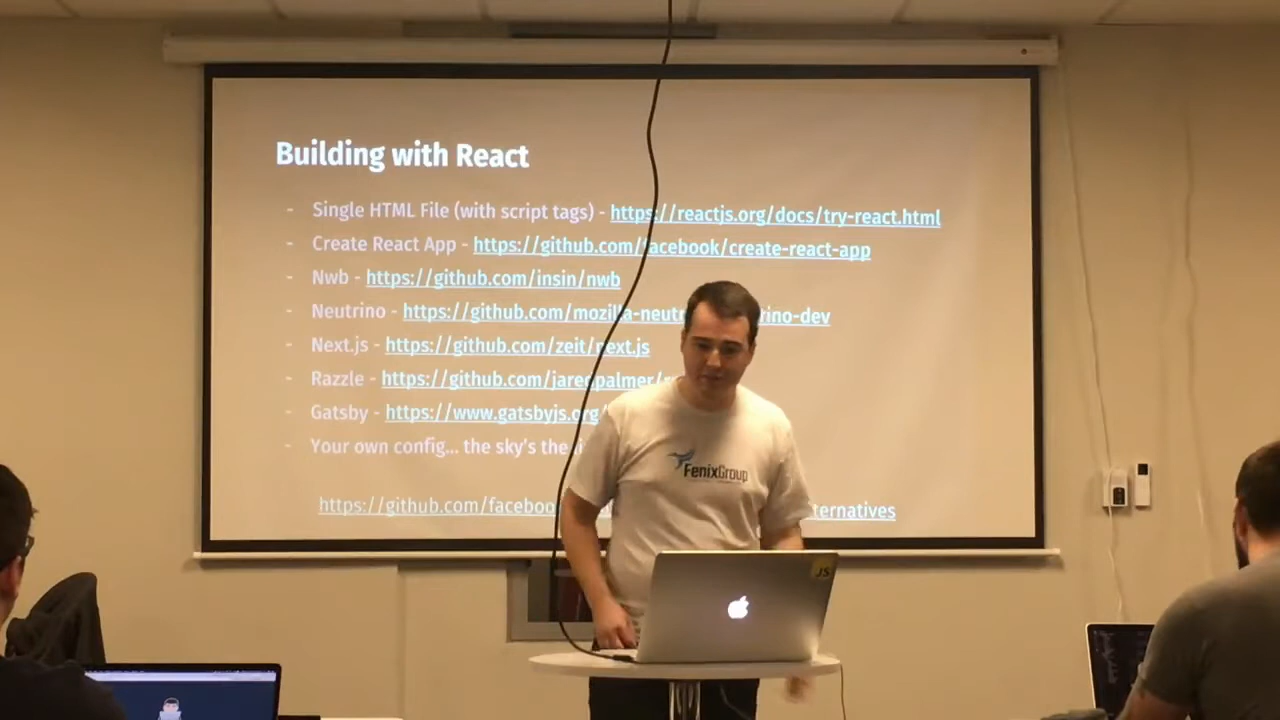 Building with React
- Single HTML File (with script tags) - https://reactjs.org/docs/try-react.html
- Create React App - https://github.com/facebook/create-react-app
- Nwb - https://github.com/insin/nwb
- Neutrino - https://github.com/mozilla-neut rino-dev
- Next.js - https://github.com/zeit/next.js
- Razzle - https://github.com/jaredpalmer/
- Gatsby - https://www.gatsbyjs.org/
- Your own config... the sky's the
https://github.com/faceboo ternatives
FenixGroup
JS